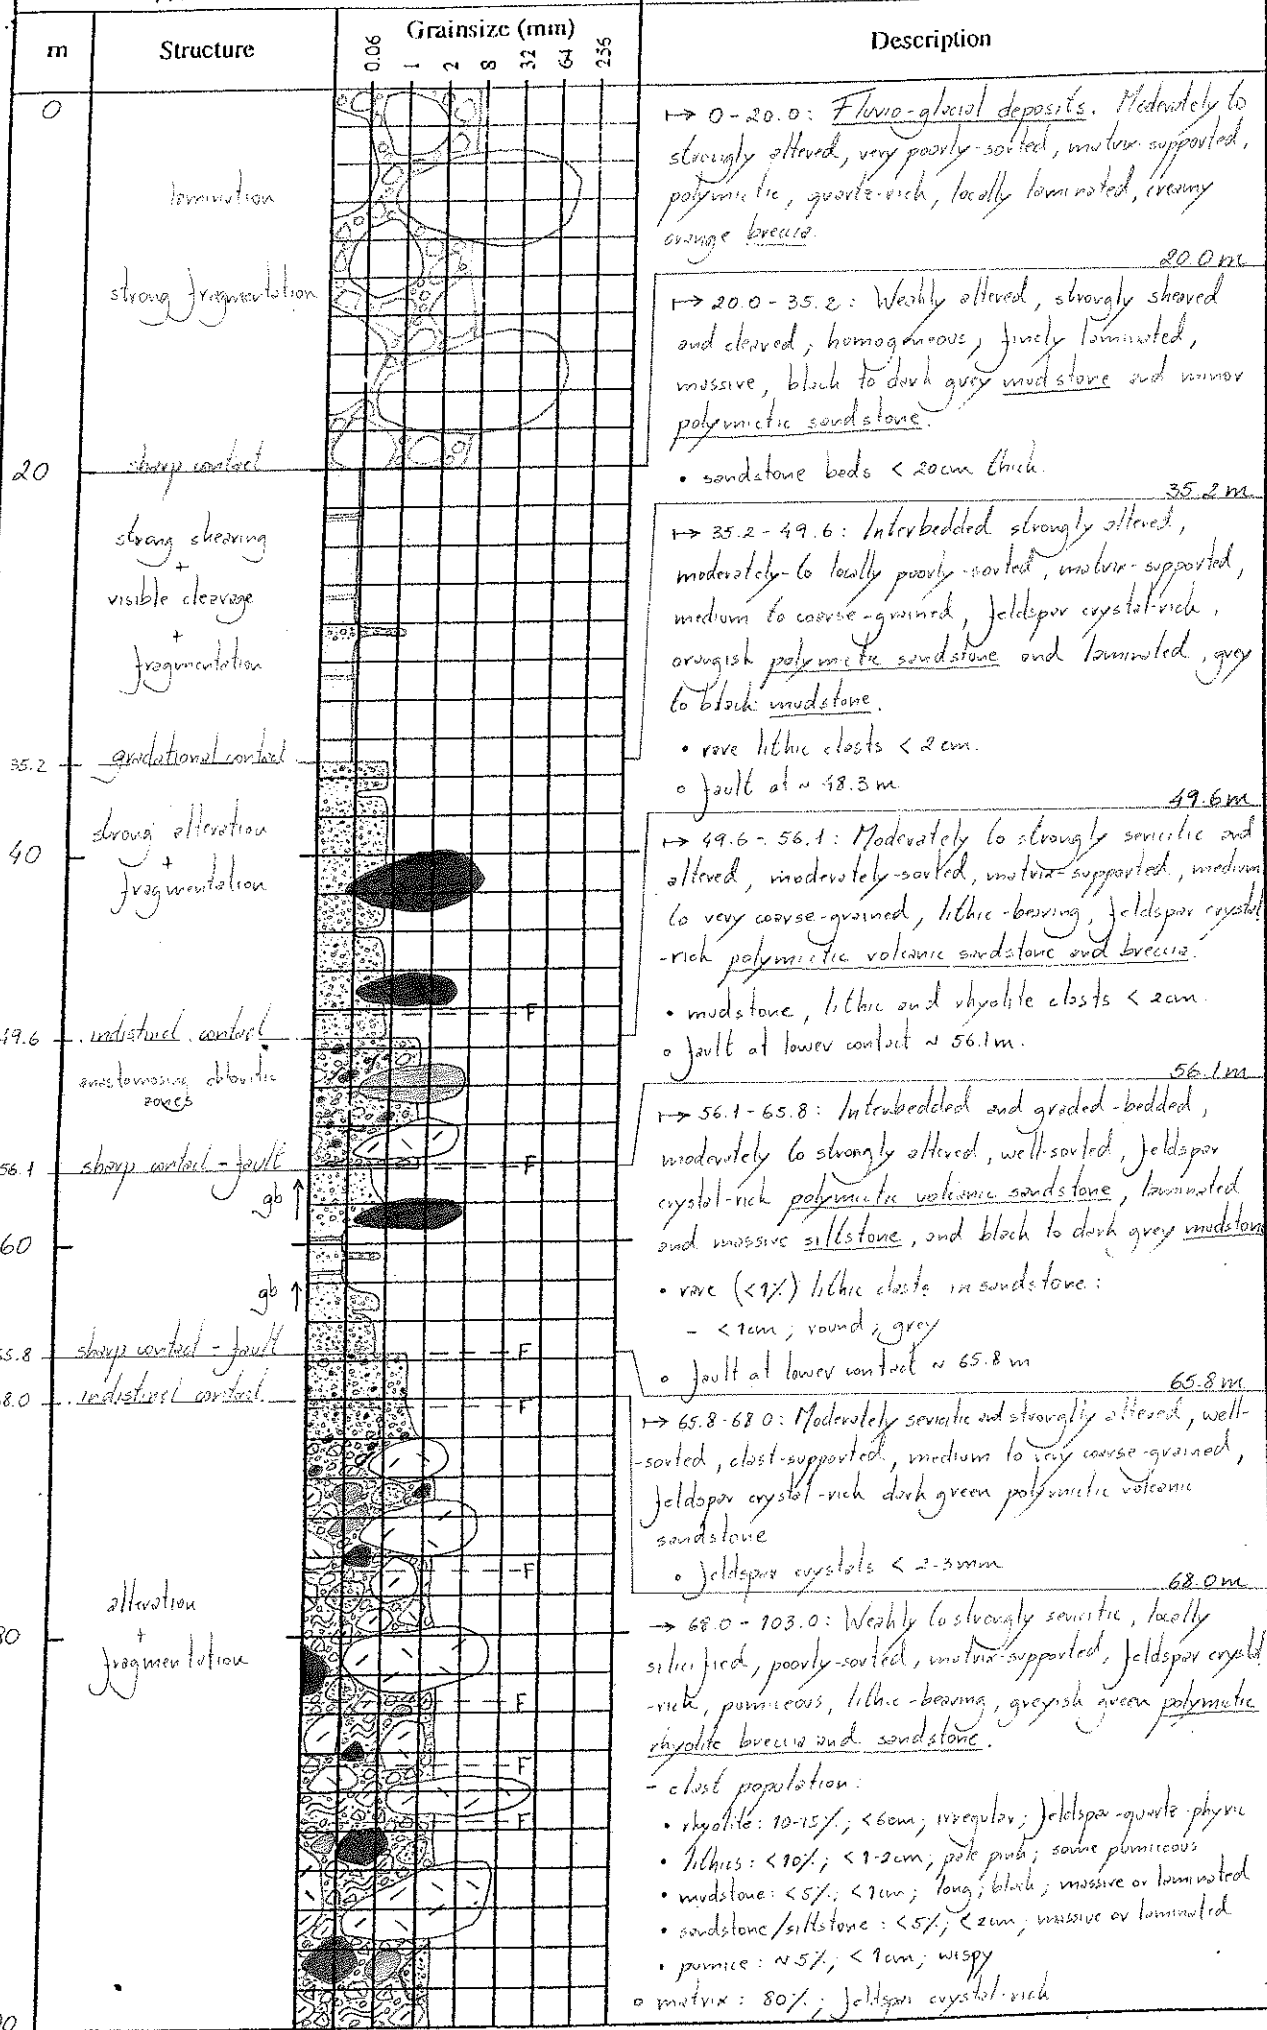 m
Structure
Grainsize (mm)
0.06
1
2
8
32
64
256
Description
0
lamination
strong fragmentation
sharp contact
20
strong shearing
+
visible cleavage
+
fragmentation
35.2
gradational contact
strong alteration
40
+
fragmentation
F
49.6
indistinct contact
anastomosing chloritic
zones
56.1
sharp contact - fault
F
gb
60
gb
65.8
sharp contact - fault
F
68.0
indistinct contact
F
F
alteration
80
+
fragmentation
F
F
F
↦ 0-20.0: Fluvio-glacial deposits. Moderately to
strongly altered, very poorly-sorted, matrix-supported,
polymictic, quartz-rich, locally laminated, creamy
orange breccia.
20.0m
↦ 20.0-35.2: Weakly altered, strongly sheared
and cleaved, homogeneous, finely laminated,
massive, black to dark grey mudstone and minor
polymictic sandstone.
• sandstone beds < 20cm thick.
35.2m
↦ 35.2-49.6: Interbedded strongly altered,
moderately-to locally poorly-sorted, matrix-supported,
medium to coarse-grained, feldspar crystal-rich,
orangish polymictic sandstone and laminated, grey
to black mudstone.
• rare lithic clasts < 2cm.
o fault at ~ 48.3m
49.6m
↦ 49.6-56.1: Moderately to strongly sericitic and
altered, moderately-sorted, matrix-supported, medium
to very coarse-grained, lithic-bearing, feldspar crystal
-rich polymictic volcanic sandstone and breccia.
• mudstone, lithic and rhyolite clasts < 2cm.
o fault at lower contact ~ 56.1m.
56.1m
↦ 56.1-65.8: Interbedded and graded-bedded,
moderately to strongly altered, well-sorted, feldspar
crystal-rich polymictic volcanic sandstone, laminated
and massive siltstone, and black to dark grey mudstone
• rare (<1%) lithic clasts in sandstone:
- <1cm; round; grey
o fault at lower contact ~ 65.8m
65.8m
↦ 65.8-68.0: Moderately sericitic and strongly altered, well-
-sorted, clast-supported, medium to very coarse-grained,
feldspar crystal-rich dark green polymictic volcanic
sandstone
o feldspar crystals < 2-3mm
68.0m
→ 68.0-103.0: Weakly to strongly sericitic, locally
silicified, poorly-sorted, matrix-supported, feldspar crystal
-rich, pumiceous, lithic-bearing, greyish green polymictic
rhyolite breccia and sandstone.
- clast population:
• rhyolite: 10-15%; <6cm; irregular; feldspar-quartz-phyric
• lithics: <10%; <1-2cm; pale pink; some pumiceous
• mudstone: <5%; <1cm; long; black; massive or laminated
• sandstone/siltstone: <5%; <2cm; massive or laminated
• pumice: ~5%; <1cm; wispy
o matrix: 80%; feldspar crystal-rich